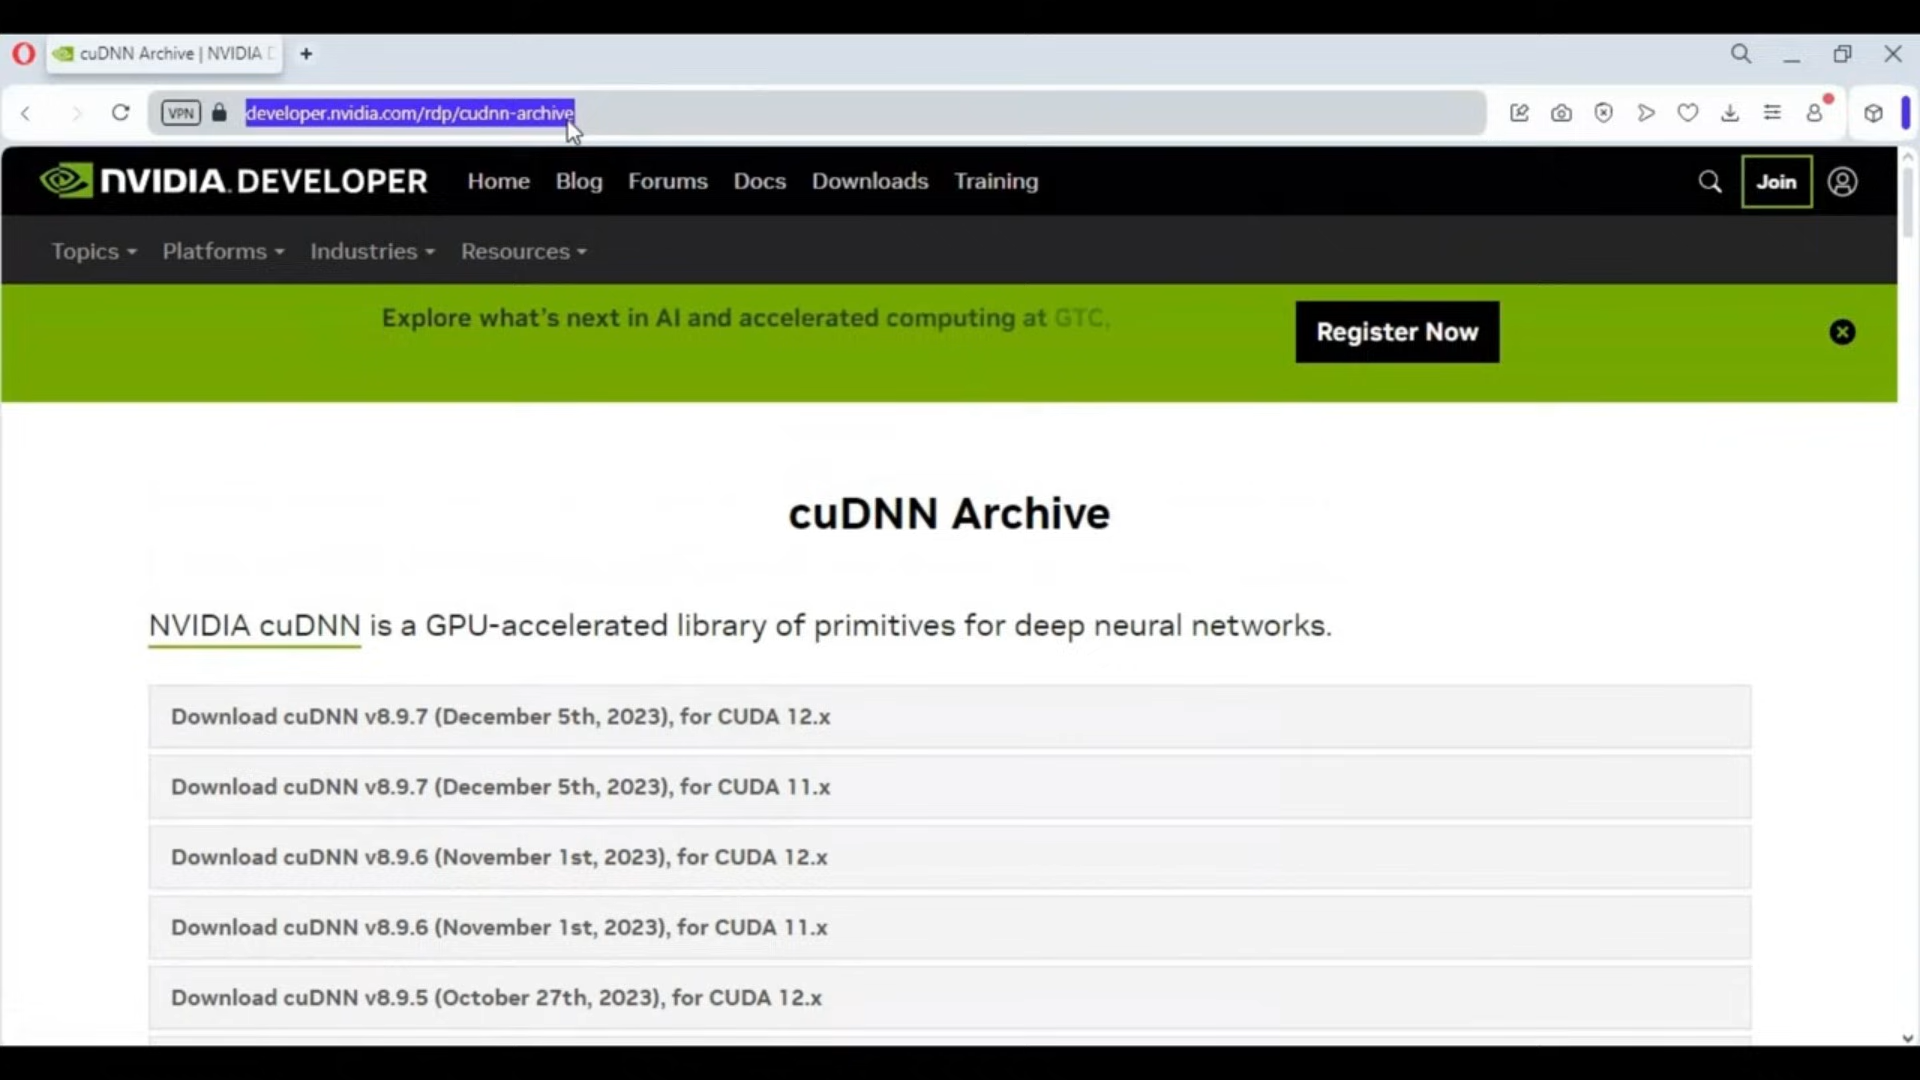 cuDNN Archive | NVIDIA
VPN developer.nvidia.com/rdp/cudnn-archive
NVIDIA. DEVELOPER Home Blog Forums Docs Downloads Training Join
Topics Platforms Industries Resources
Explore what's next in AI and accelerated computing at GTC,
Register Now
cuDNN Archive
NVIDIA cuDNN is a GPU-accelerated library of primitives for deep neural networks.
Download cuDNN v8.9.7 (December 5th, 2023), for CUDA 12.x
Download cuDNN v8.9.7 (December 5th, 2023), for CUDA 11.x
Download cuDNN v8.9.6 (November 1st, 2023), for CUDA 12.x
Download cuDNN v8.9.6 (November 1st, 2023), for CUDA 11.x
Download cuDNN v8.9.5 (October 27th, 2023), for CUDA 12.x